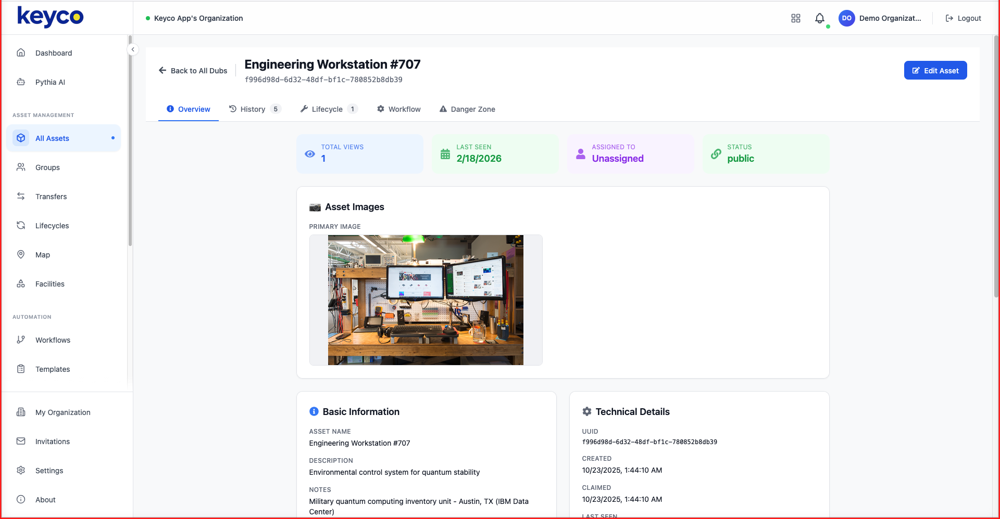 keyco
Keyco App's Organization
DO
Demo Organizat...
Logout
Dashboard
Pythia AI
ASSET MANAGEMENT
All Assets
Groups
Transfers
Lifecycles
Map
Facilities
AUTOMATION
Workflows
Templates
My Organization
Invitations
Settings
About
Back to All Dubs
Engineering Workstation #707
f996d98d-6d32-48df-bf1c-780852b8db39
Edit Asset
Overview
History 5
Lifecycle 1
Workflow
Danger Zone
TOTAL VIEWS
1
LAST SEEN
2/18/2026
ASSIGNED TO
Unassigned
STATUS
public
Asset Images
PRIMARY IMAGE
Basic Information
ASSET NAME
Engineering Workstation #707
DESCRIPTION
Environmental control system for quantum stability
NOTES
Military quantum computing inventory unit - Austin, TX (IBM Data
Center)
Technical Details
UUID
f996d98d-6d32-48df-bf1c-780852b8db39
CREATED
10/23/2025, 1:44:10 AM
CLAIMED
10/23/2025, 1:44:10 AM
LAST SEEN